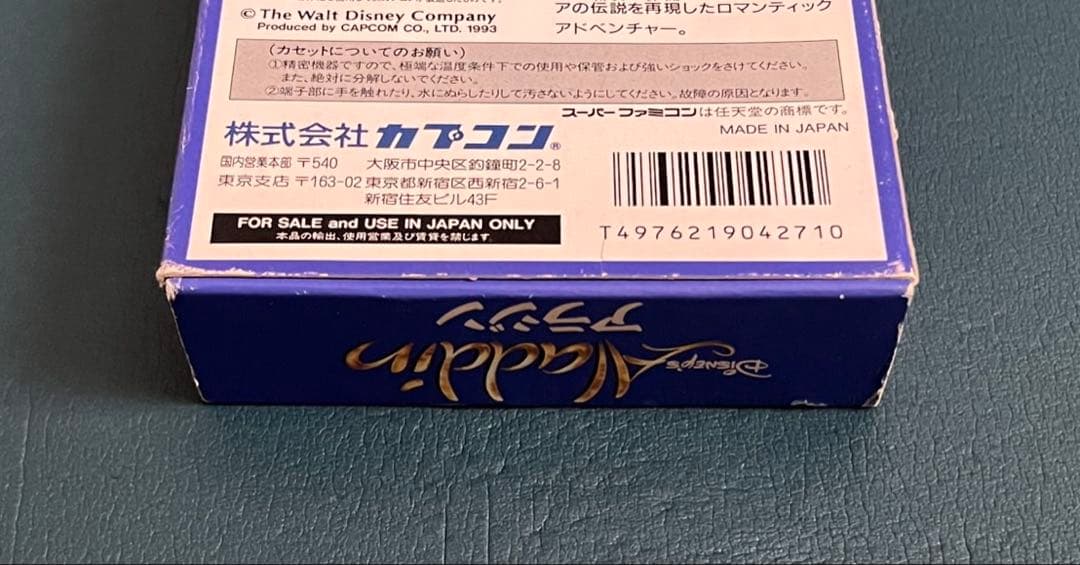 © The Walt Disney Company
Produced by CAPCOM CO., LTD. 1993
アの伝説を再現したロマンティック
アドベンチャー。
(カセットについてのお願い)
①精密機器ですので、極端な温度条件下での使用や保管および強いショックをさけてください。
また、絶対に分解しないでください。
②端子部に手を触れたり、水にぬらしたりして汚さないようにしてください。故障の原因となります。
スーパーファミコンは任天堂の商標です。
MADE IN JAPAN
株式会社カプコン®
国内営業本部 〒540 大阪市中央区釣鐘町2-2-8
東京支店 〒163-02 東京都新宿区西新宿2-6-1
新宿住友ビル43F
FOR SALE and USE IN JAPAN ONLY
本品の輸出、使用営業及び賃貸を禁じます。
T4976219042710
DISNEY'S Aladdin
アラジン